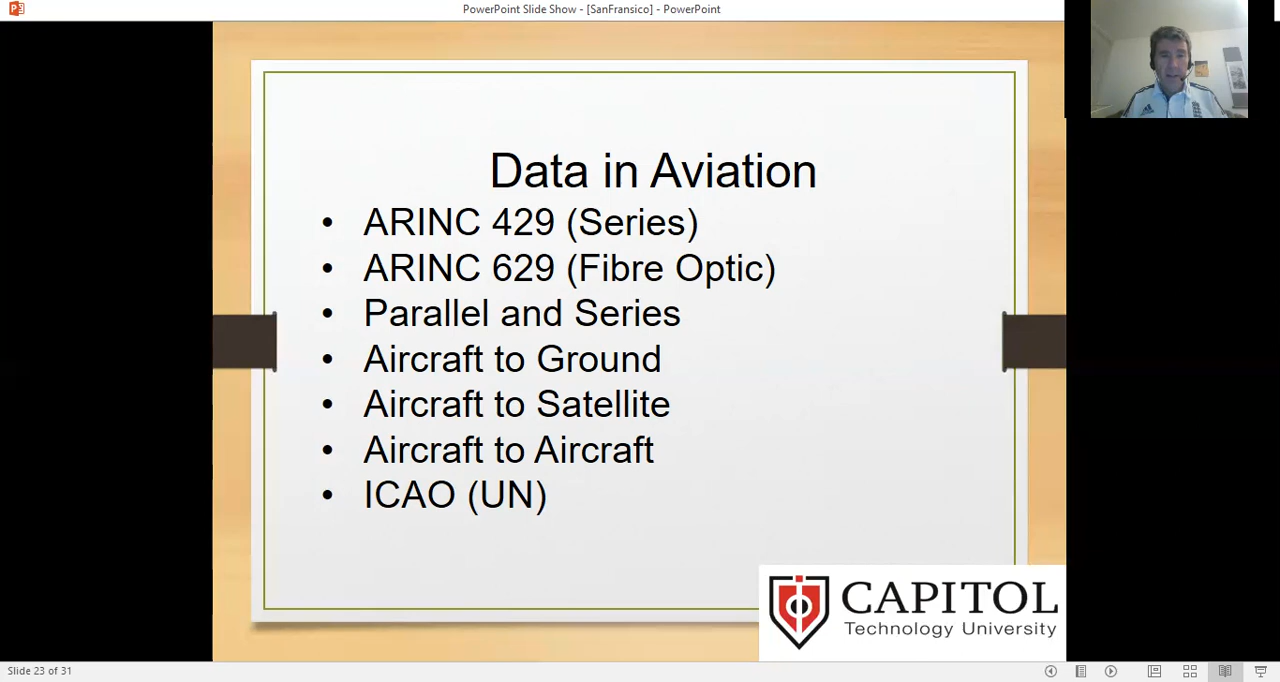 PowerPoint Slide Show - [SanFransico] - PowerPoint
Data in Aviation
• ARINC 429 (Series)
• ARINC 629 (Fibre Optic)
• Parallel and Series
• Aircraft to Ground
• Aircraft to Satellite
• Aircraft to Aircraft
• ICAO (UN)
CAPITOL
Technology University
Slide 23 of 31